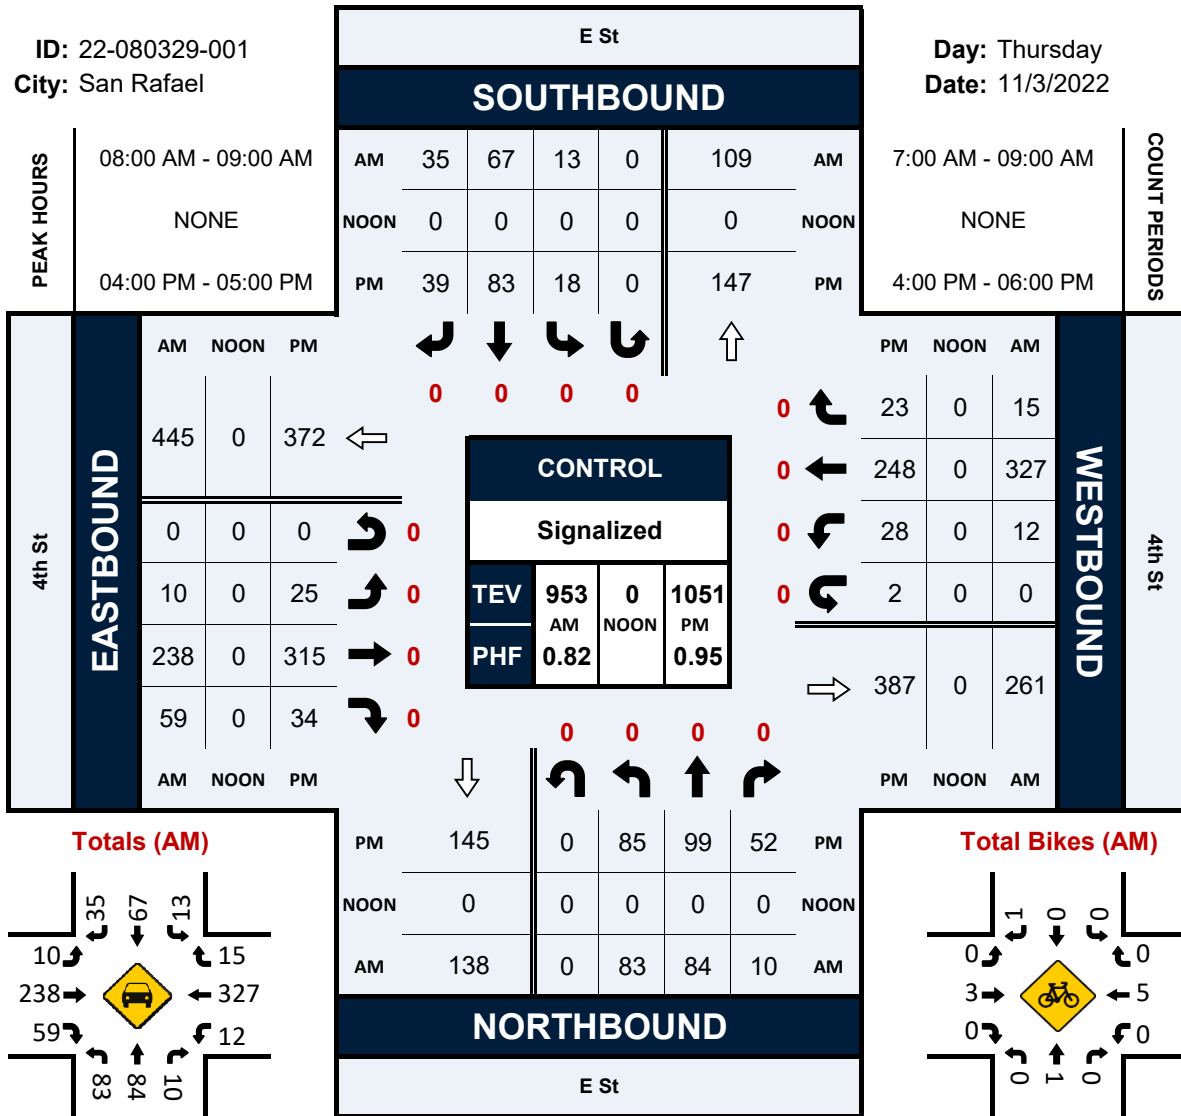 ID: 22-080329-001
City: San Rafael
E St
Day: Thursday
Date: 11/3/2022
SOUTHBOUND
PEAK HOURS
08:00 AM - 09:00 AM
NONE
04:00 PM - 05:00 PM
AM 35 67 13 0 109 AM
NOON 0 0 0 0 0 NOON
PM 39 83 18 0 147 PM
7:00 AM - 09:00 AM
NONE
4:00 PM - 06:00 PM
COUNT PERIODS
0 0 0 0
4th St
EASTBOUND
AM NOON PM
445 0 372
0 0 0 0
10 0 25 0
238 0 315 0
59 0 34 0
AM NOON PM
CONTROL
Signalized
TEV 953 0 1051
AM NOON PM
PHF 0.82 0.95
PM NOON AM
0 23 0 15
0 248 0 327
0 28 0 12
0 2 0 0
387 0 261
PM NOON AM
WESTBOUND
4th St
0 0 0 0
PM 145 0 85 99 52 PM
NOON 0 0 0 0 0 NOON
AM 138 0 83 84 10 AM
NORTHBOUND
E St
Totals (AM)
35 67 13
10 15
238 327
59 12
83 84 10
Total Bikes (AM)
1 0 0
0 0
3 5
0 0
0 1 0